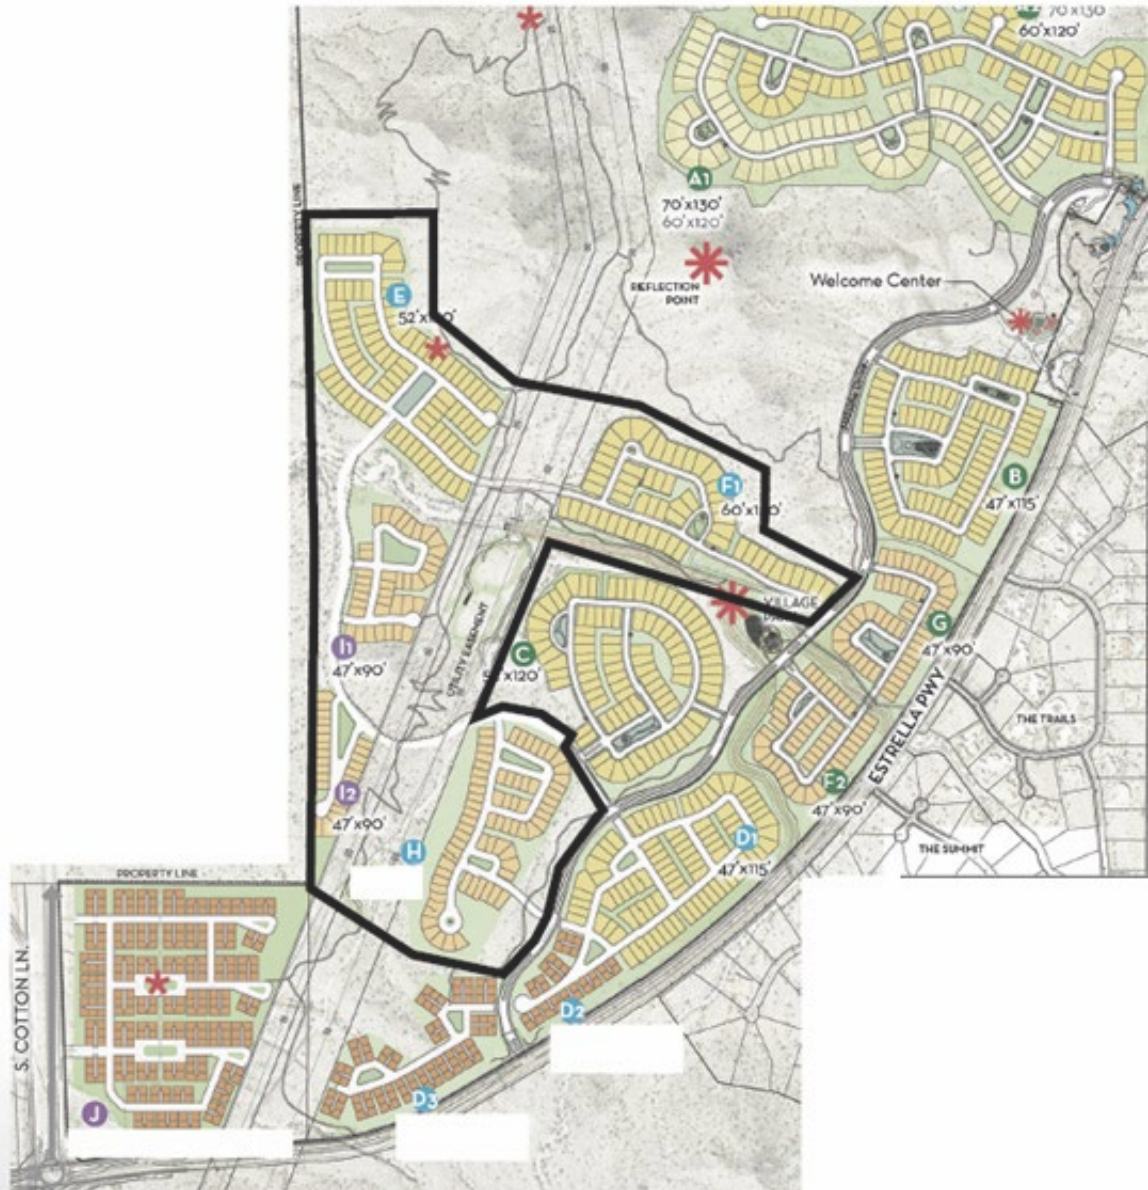 70'x130'
60'x120'
PROPERTY LINE
A1
70'x130'
60'x120'
REFLECTION
POINT
Welcome Center
E
B
47'x115'
F1
VILLAGE
I1
47'x90'
UTILITY EASEMENT
C
G
47'x90'
ESTRELLA PWY
THE TRAILS
I2
47'x90'
F2
47'x90'
H
D1
47'x115'
THE SUMMIT
PROPERTY LINE
S. COTTON LN.
D2
D3
J